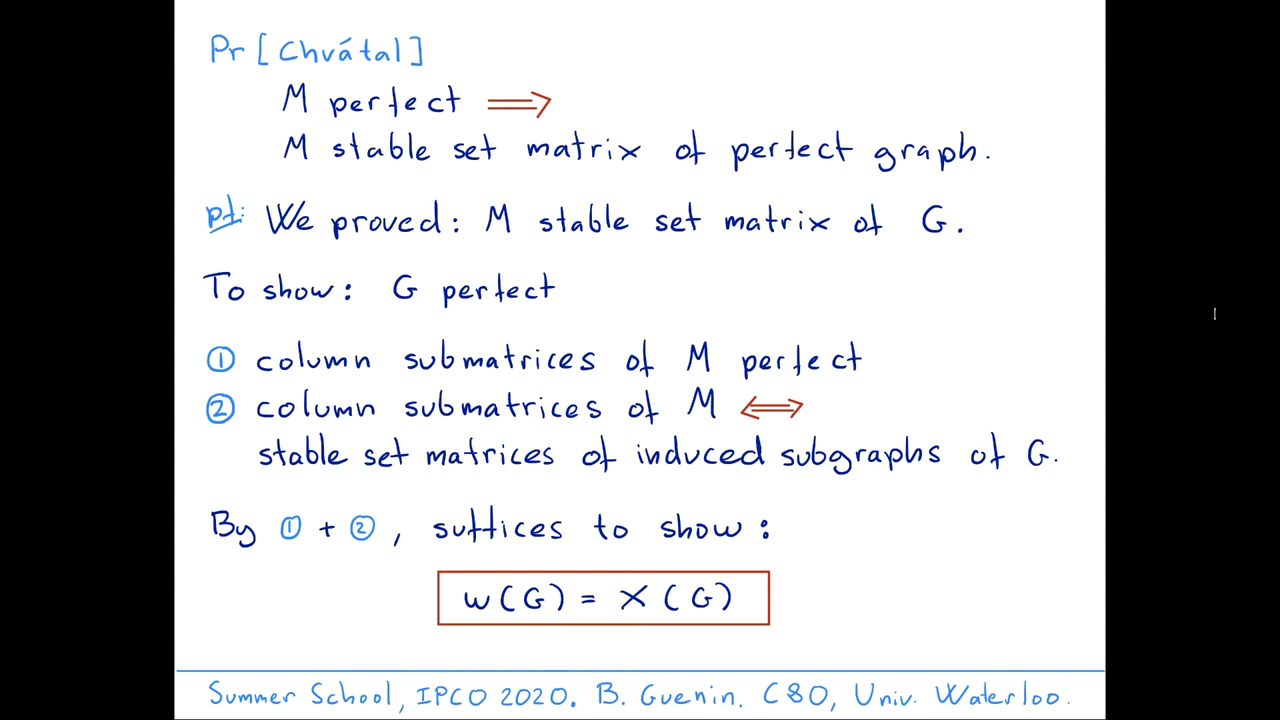 Pr [Chvátal]
M perfect ⟹
M stable set matrix of perfect graph.
pf: We proved: M stable set matrix of G.
To show: G perfect
① column submatrices of M perfect
② column submatrices of M ⟺
stable set matrices of induced subgraphs of G.
By ① + ②, suffices to show:
ω(G) = χ(G)
Summer School, IPCO 2020. B. Guenin. C&O, Univ. Waterloo.